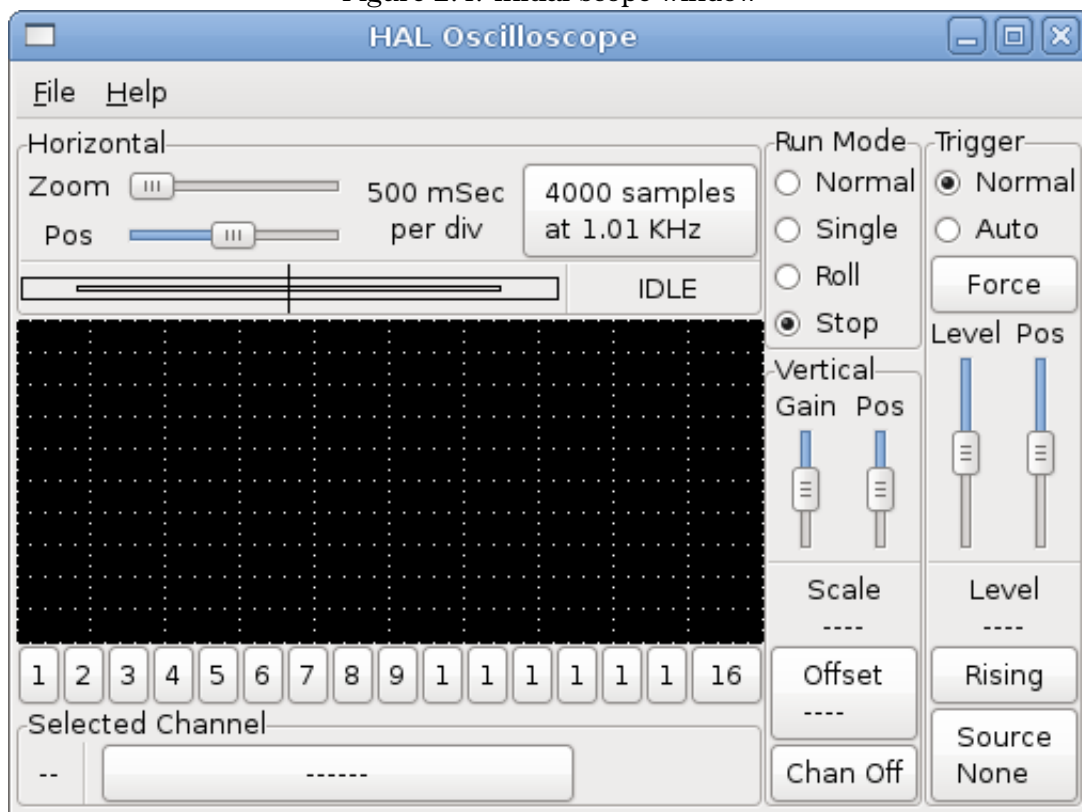 HAL Oscilloscope
File Help
Horizontal
Zoom
Pos
500 mSec
per div
4000 samples
at 1.01 KHz
IDLE
Run Mode
Normal
Single
Roll
Stop
Trigger
Normal
Auto
Force
Level Pos
Vertical
Gain Pos
Scale
----
Level
----
1 2 3 4 5 6 7 8 9 1 1 1 1 1 1 16
Offset
----
Rising
Selected Channel
-- ------
Chan Off
Source
None